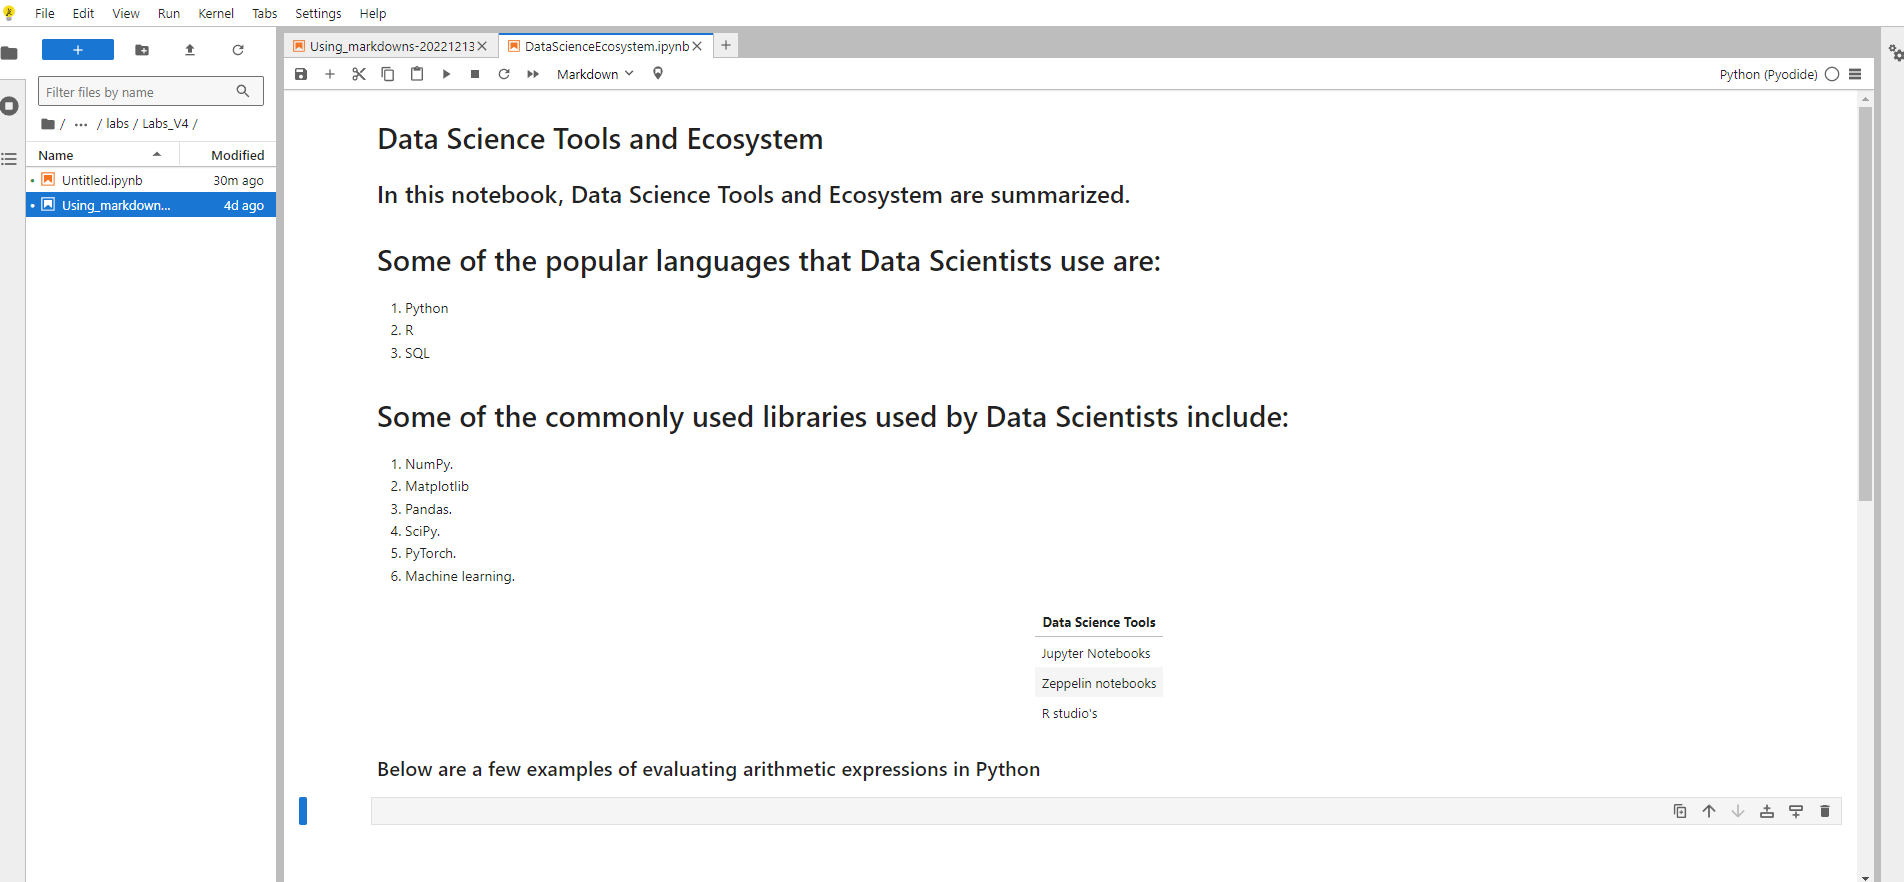 File Edit View Run Kernel Tabs Settings Help
Using_markdowns-20221213
DataScienceEcosystem.ipynb
Markdown
Python (Pyodide)
Filter files by name
/ ... / labs / Labs_V4 /
Name Modified
Untitled.ipynb 30m ago
Using_markdown... 4d ago
Data Science Tools and Ecosystem
In this notebook, Data Science Tools and Ecosystem are summarized.
Some of the popular languages that Data Scientists use are:
1. Python
2. R
3. SQL
Some of the commonly used libraries used by Data Scientists include:
1. NumPy.
2. Matplotlib
3. Pandas.
4. SciPy.
5. PyTorch.
6. Machine learning.
Data Science Tools
Jupyter Notebooks
Zeppelin notebooks
R studio's
Below are a few examples of evaluating arithmetic expressions in Python